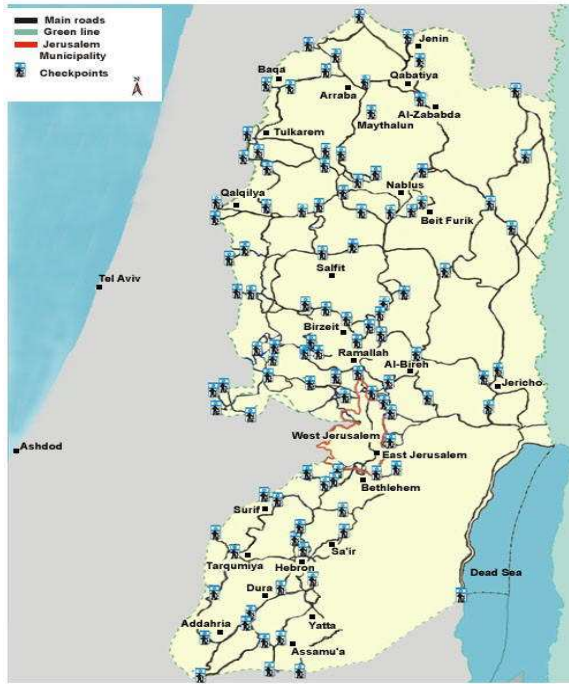 Main roads
Green line
Jerusalem
Municipality
Checkpoints
N
Jenin
Baqa
Qabatiya
Arraba
Al-Zababda
Maythalun
Tulkarem
Nablus
Qalqilya
Beit Furik
Salfit
Tel Aviv
Birzeit
Ramallah
Al-Bireh
Jericho
West Jerusalem
Ashdod
East Jerusalem
Bethlehem
Surif
Sa'ir
Tarqumiya
Hebron
Dead Sea
Dura
Yatta
Addahria
Assamu'a